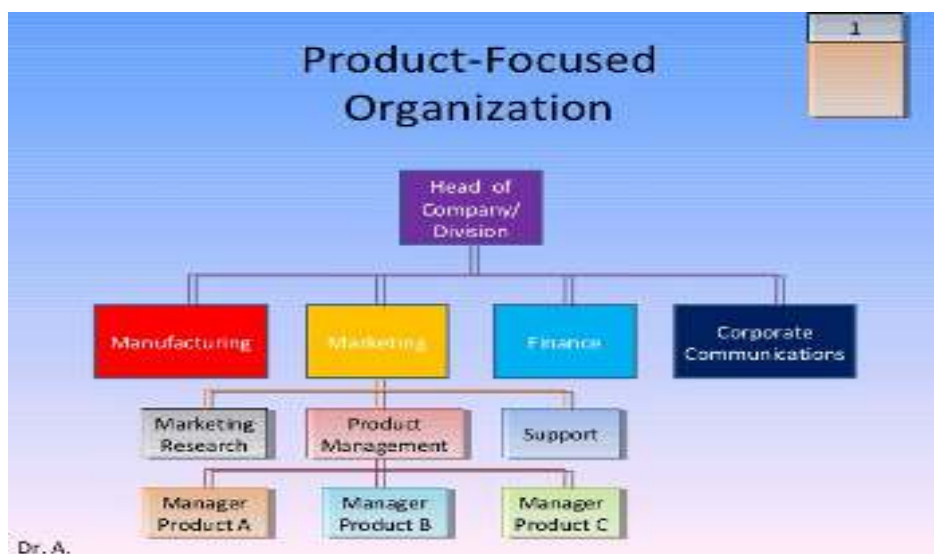 1
Product-Focused
Organization
Head of
Company/
Division
Manufacturing
Marketing
Finance
Corporate
Communications
Marketing
Research
Product
Management
Support
Manager
Product A
Manager
Product B
Manager
Product C
Dr. A.